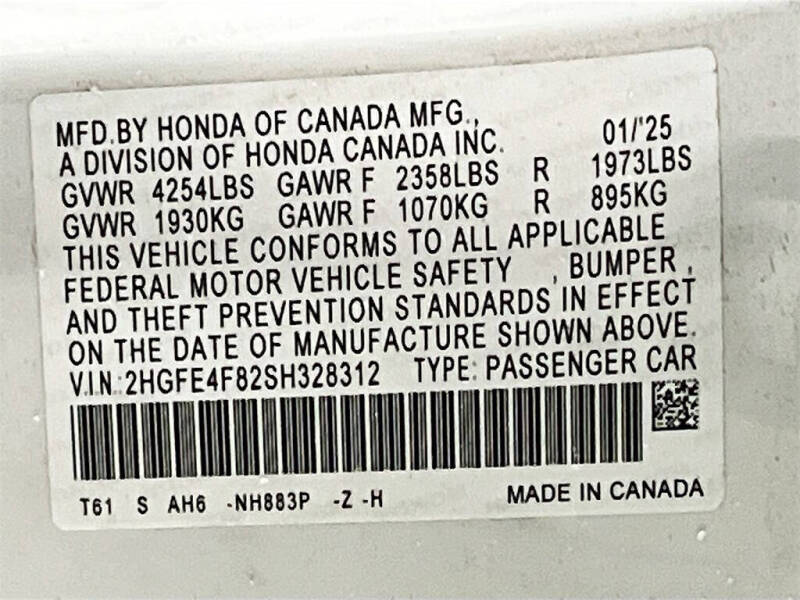 MFD.BY HONDA OF CANADA MFG.,
A DIVISION OF HONDA CANADA INC. 01/'25
GVWR 4254LBS GAWR F 2358LBS R 1973LBS
GVWR 1930KG GAWR F 1070KG R 895KG
THIS VEHICLE CONFORMS TO ALL APPLICABLE
FEDERAL MOTOR VEHICLE SAFETY , BUMPER ,
AND THEFT PREVENTION STANDARDS IN EFFECT
ON THE DATE OF MANUFACTURE SHOWN ABOVE.
V.I.N.:2HGFE4F82SH328312 TYPE: PASSENGER CAR
T61 S AH6 -NH883P -Z -H MADE IN CANADA